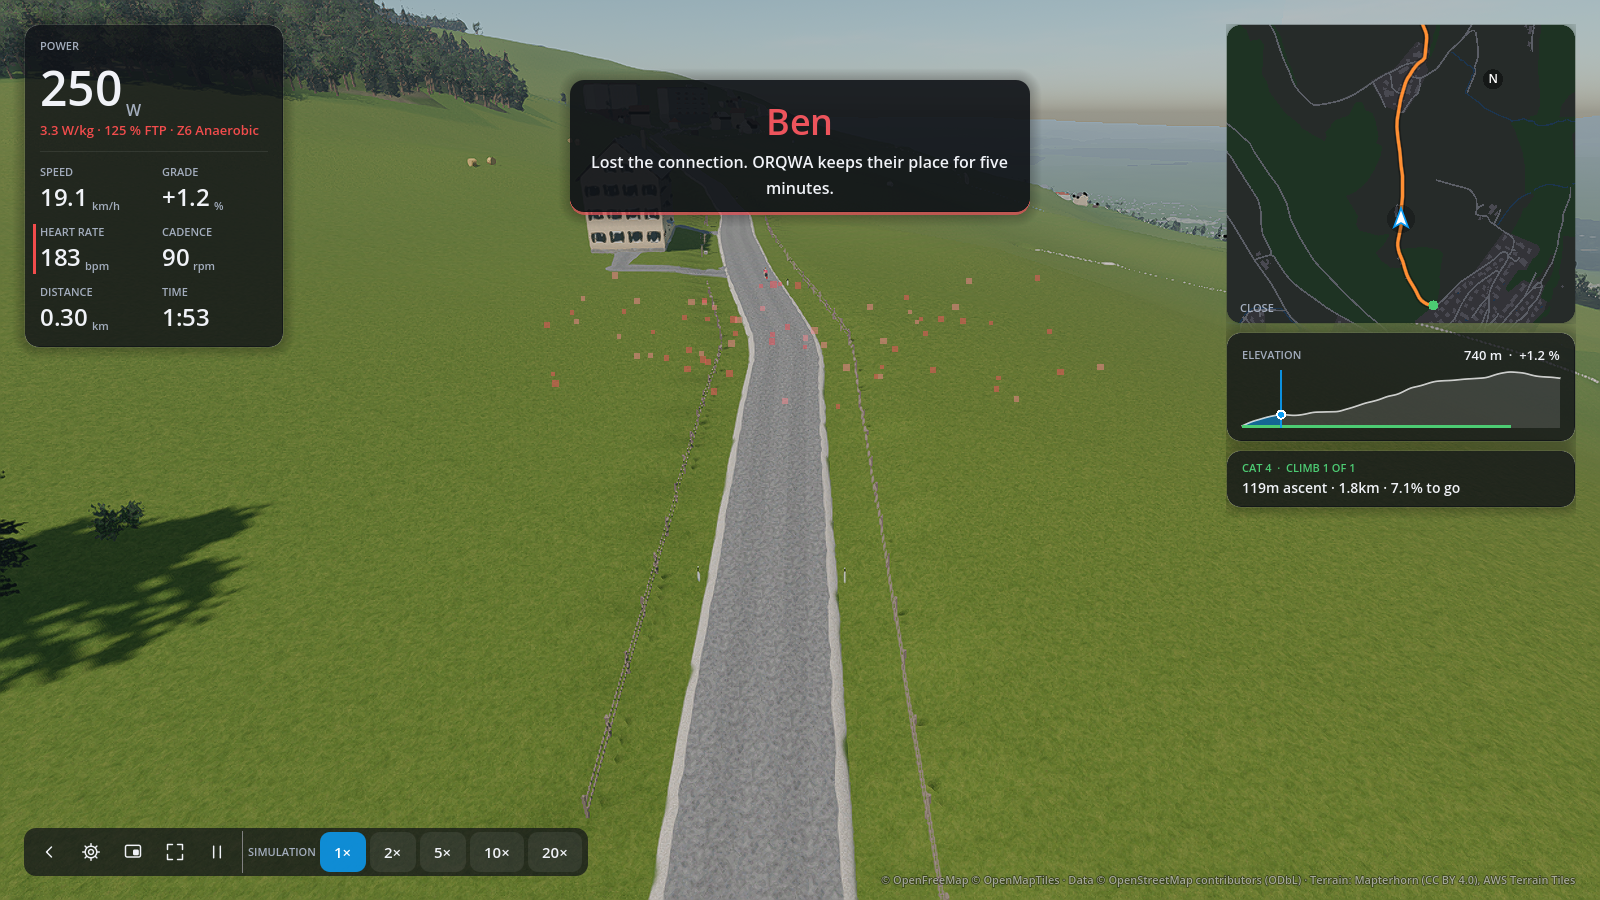 POWER
250 W
3.3 W/kg · 125 % FTP · Z6 Anaerobic
SPEED
GRADE
19.1 km/h
+1.2 %
HEART RATE
CADENCE
183 bpm
90 rpm
DISTANCE
TIME
0.30 km
1:53
Ben
Lost the connection. ORQWA keeps their place for five
minutes.
N
CLOSE
ELEVATION
740 m · +1.2 %
CAT 4 · CLIMB 1 OF 1
119m ascent · 1.8km · 7.1% to go
SIMULATION
1×
2×
5×
10×
20×
© OpenFreeMap © OpenMapTiles · Data © OpenStreetMap contributors (ODbL) · Terrain: Mapterhorn (CC BY 4.0), AWS Terrain Tiles